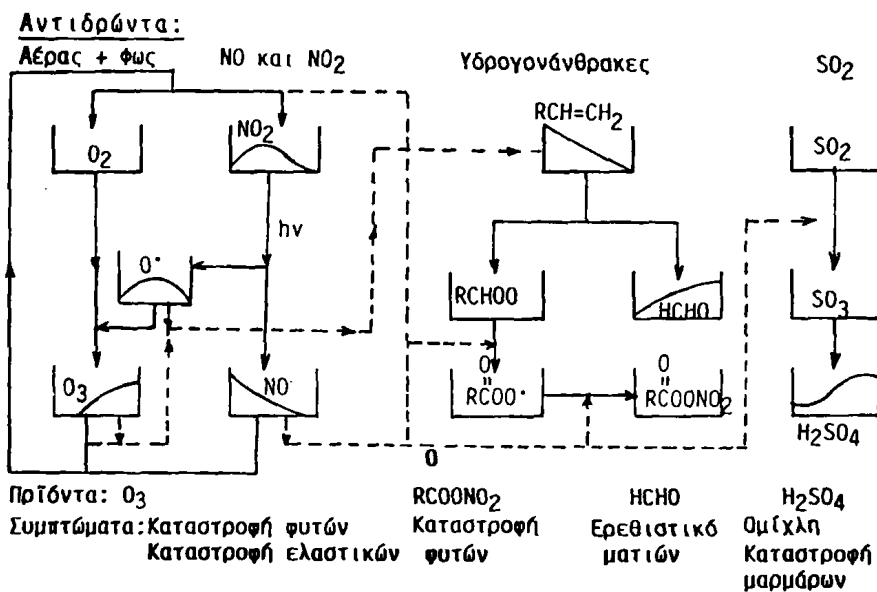 Αντιδρώντα:
Αέρας + φως NO και NO2 Υδρογονάνθρακες SO2
O2 NO2 RCH=CH2 SO2
hν
O· RCHOO HCHO SO3
O3 NO O RCOO· O RCOONO2 H2SO4
O
Πρϊόντα: O3 RCOONO2 HCHO H2SO4
Συμπτώματα: Καταστροφή φυτών Καταστροφή Ερεθιστικό Ομίχλη
Καταστροφή ελαστικών φυτών ματιών Καταστροφή
μαρμάρων